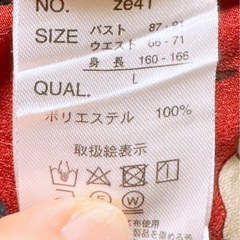 NO. ze41
SIZE バスト 87-91
ウエスト 66-71
身長 160-166
QUAL. L
ポリエステル 100%
取扱絵表示
W